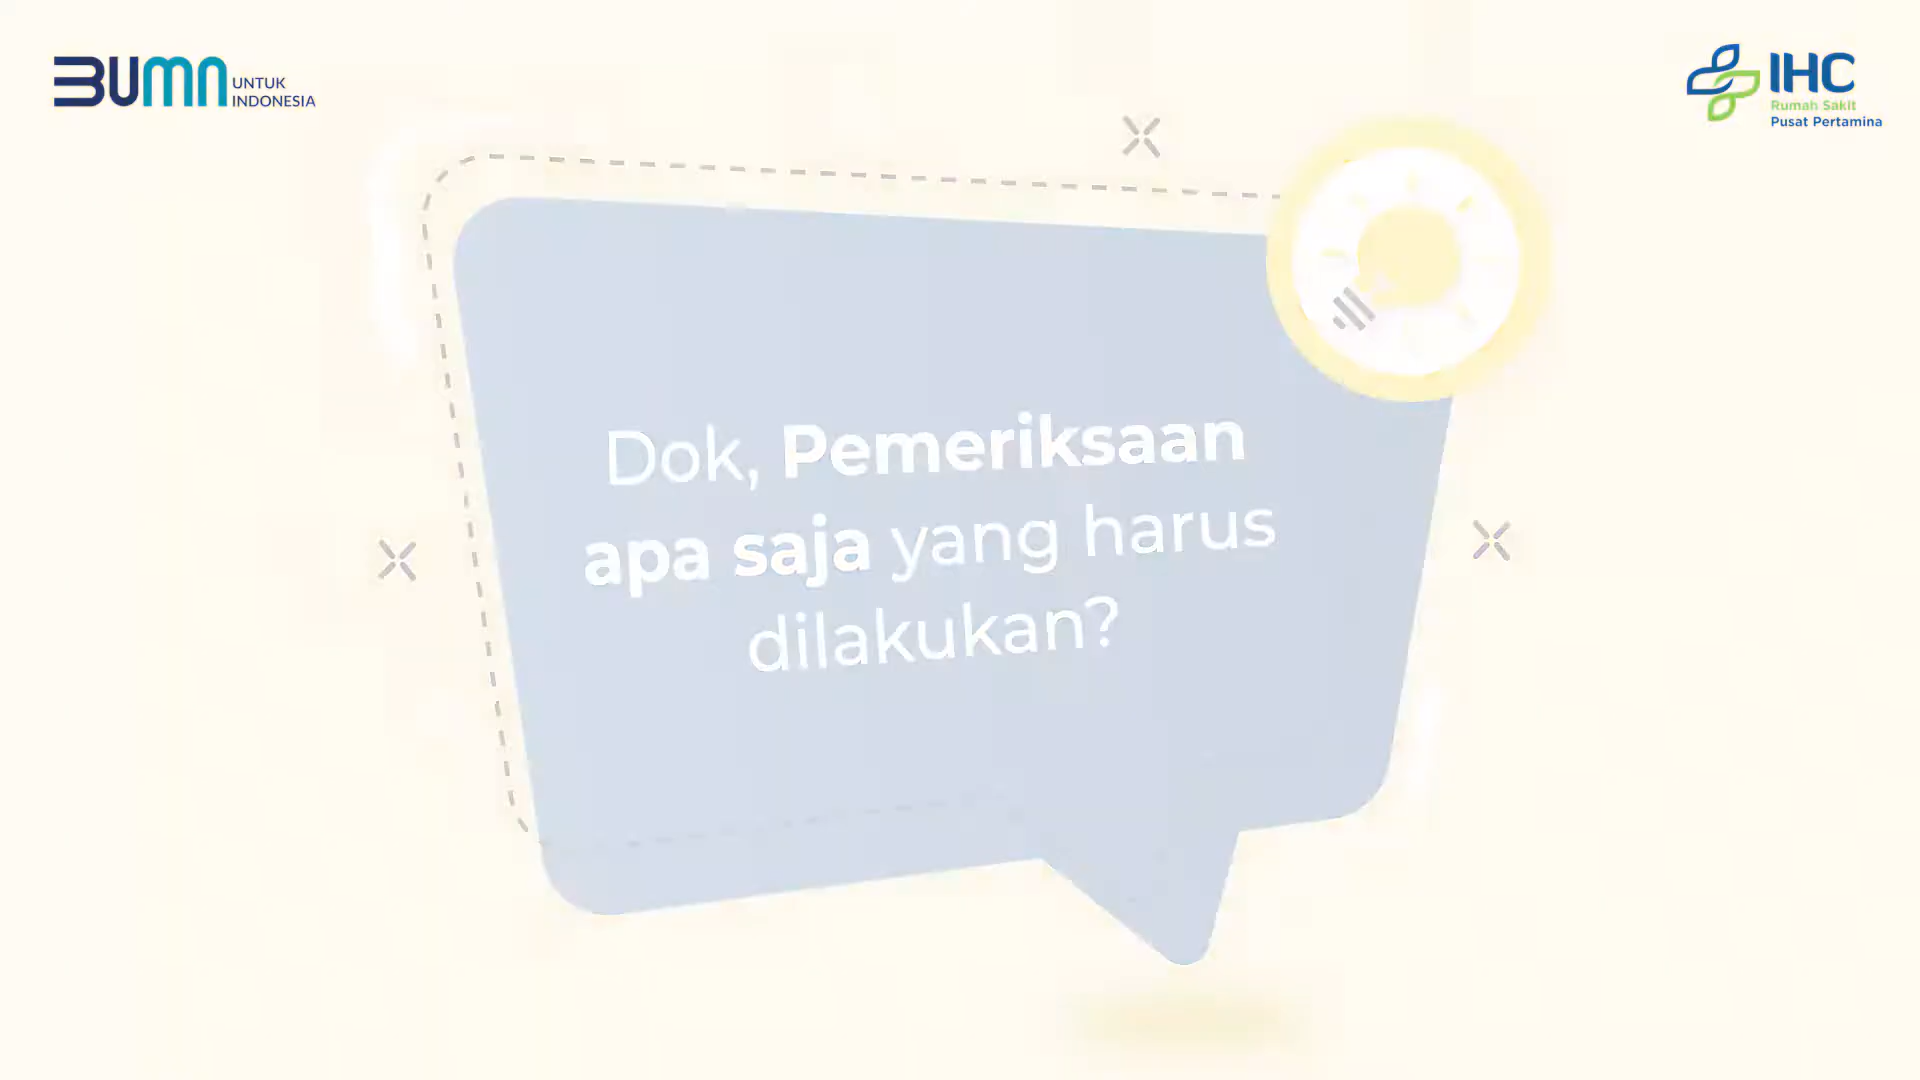 BUMN UNTUK
INDONESIA
IHC
Rumah Sakit
Pusat Pertamina
Dok, Pemeriksaan
apa saja yang harus
dilakukan?